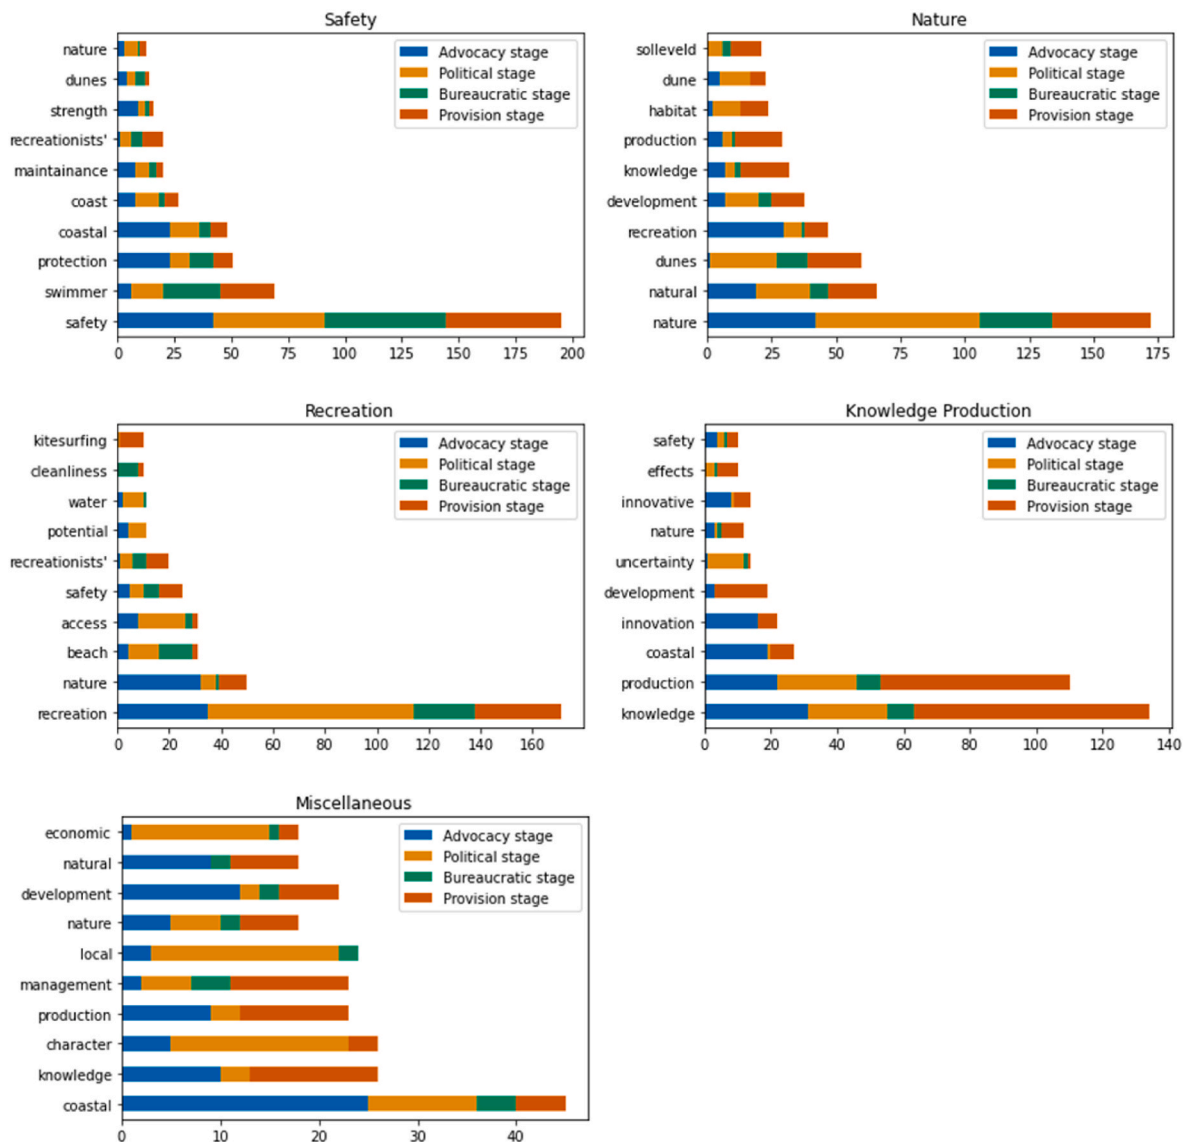 Safety
nature
dunes
strength
recreationists'
maintainance
coast
coastal
protection
swimmer
safety
Advocacy stage
Political stage
Bureaucratic stage
Provision stage
0 25 50 75 100 125 150 175 200
Nature
solleveld
dune
habitat
production
knowledge
development
recreation
dunes
natural
nature
Advocacy stage
Political stage
Bureaucratic stage
Provision stage
0 25 50 75 100 125 150 175
Recreation
kitesurfing
cleanliness
water
potential
recreationists'
safety
access
beach
nature
recreation
Advocacy stage
Political stage
Bureaucratic stage
Provision stage
0 20 40 60 80 100 120 140 160
Knowledge Production
safety
effects
innovative
nature
uncertainty
development
innovation
coastal
production
knowledge
Advocacy stage
Political stage
Bureaucratic stage
Provision stage
0 20 40 60 80 100 120 140
Miscellaneous
economic
natural
development
nature
local
management
production
character
knowledge
coastal
Advocacy stage
Political stage
Bureaucratic stage
Provision stage
0 10 20 30 40